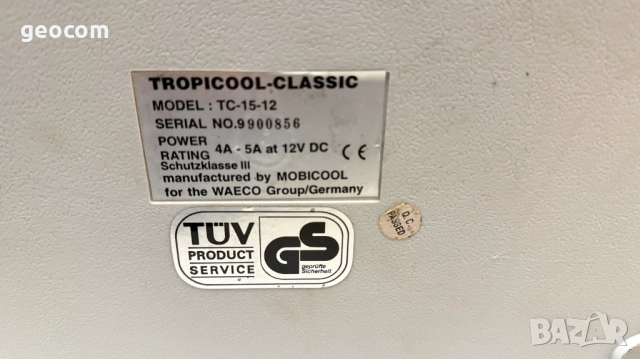 geocom
TROPICOOL-CLASSIC
MODEL : TC-15-12
SERIAL NO.9900856
POWER
RATING 4A - 5A at 12V DC CE
Schutzklasse III
manufactured by MOBICOOL
for the WAECO Group/Germany
TÜV
PRODUCT
SERVICE
GS
geprüfte
Sicherheit
Q.C.
PASSED
BAZAR